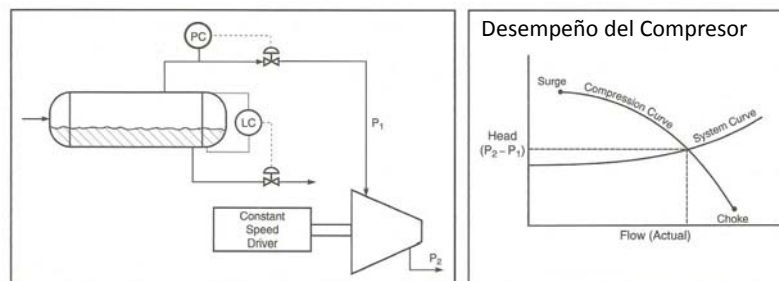 PC
LC
P1
Constant
Speed
Driver
P2
Desempeño del Compresor
Surge
Compression Curve
System Curve
Head
(P2 – P1)
Choke
Flow (Actual)